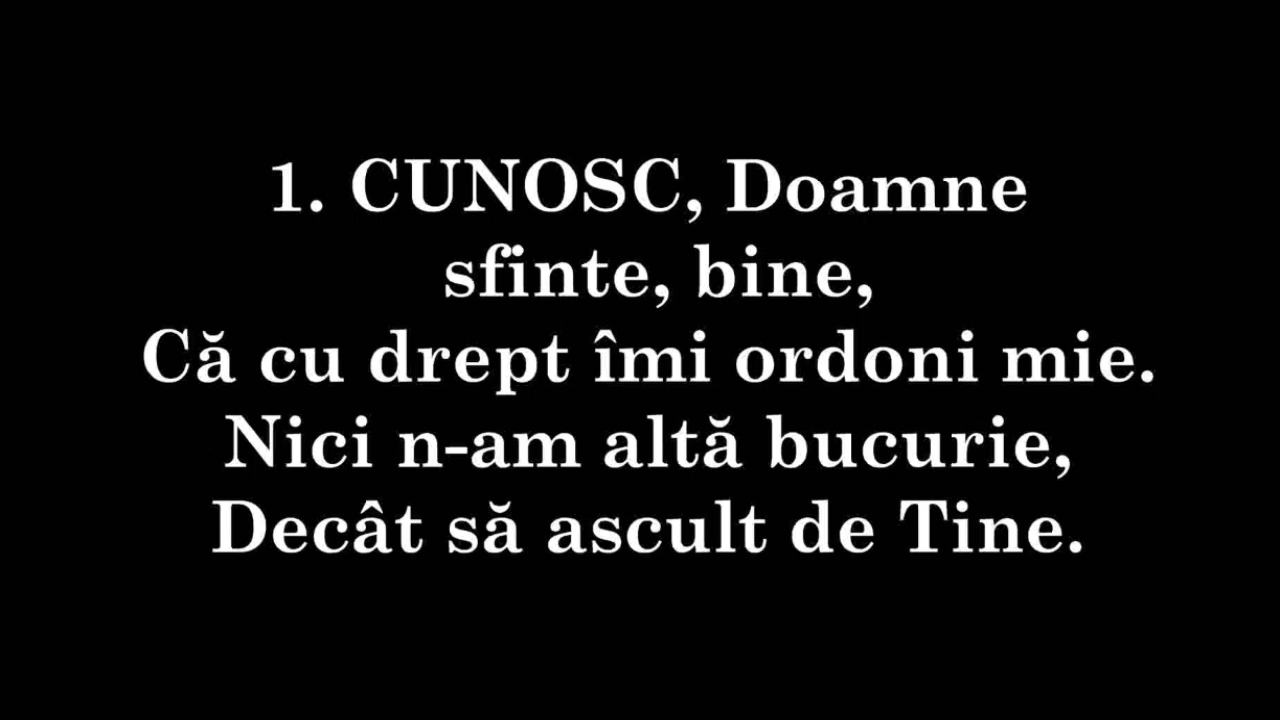 1. CUNOSC, Doamne
sfinte, bine,
Că cu drept îmi ordoni mie.
Nici n-am altă bucurie,
Decât să ascult de Tine.